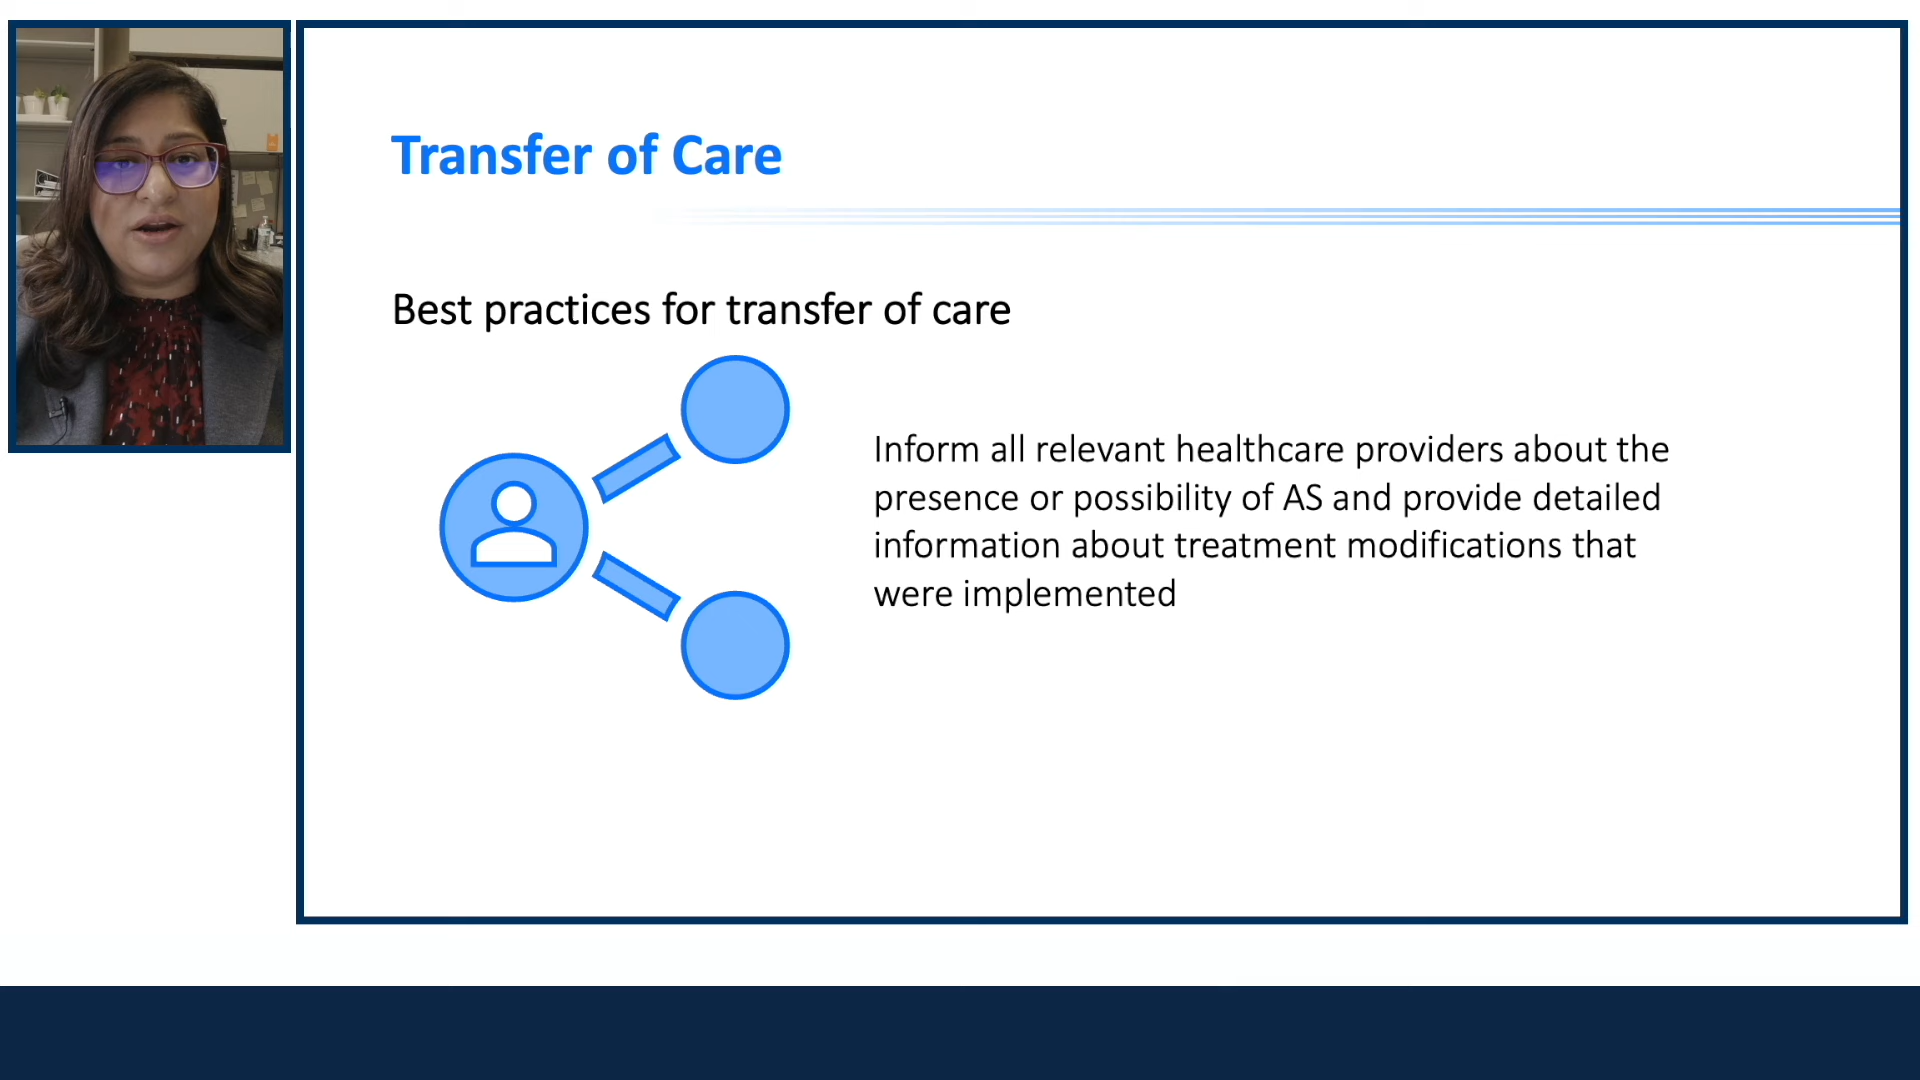 Transfer of Care
Best practices for transfer of care
Inform all relevant healthcare providers about the
presence or possibility of AS and provide detailed
information about treatment modifications that
were implemented